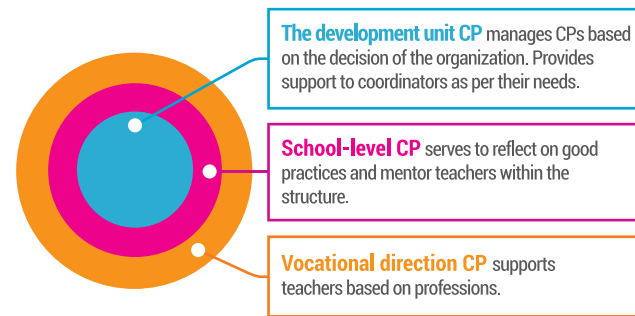 The development unit CP manages CPs based
on the decision of the organization. Provides
support to coordinators as per their needs.
School-level CP serves to reflect on good
practices and mentor teachers within the
structure.
Vocational direction CP supports
teachers based on professions.